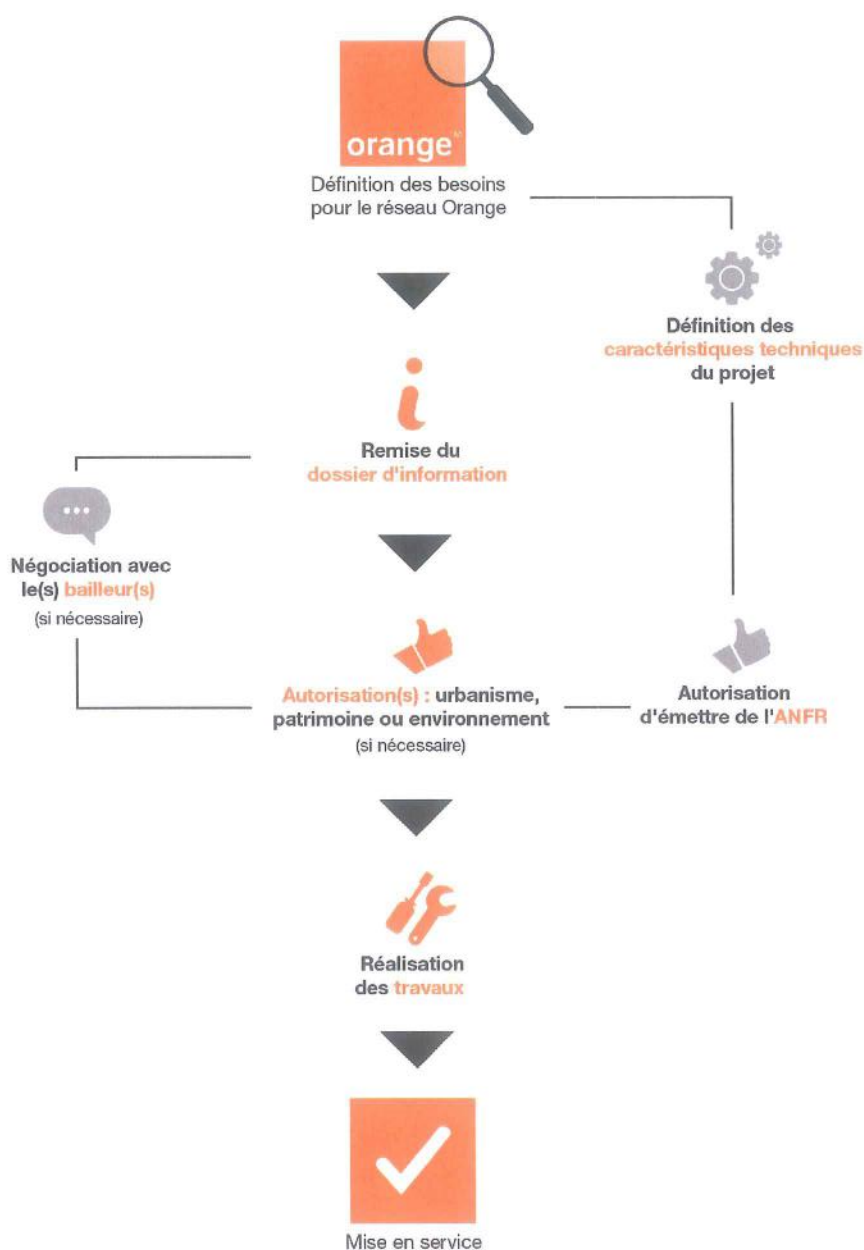 orange™
Définition des besoins
pour le réseau Orange
Définition des
caractéristiques techniques
du projet
Remise du
dossier d'information
Négociation avec
le(s) bailleur(s)
(si nécessaire)
Autorisation(s) : urbanisme,
patrimoine ou environnement
(si nécessaire)
Autorisation
d'émettre de l'ANFR
Réalisation
des travaux
Mise en service